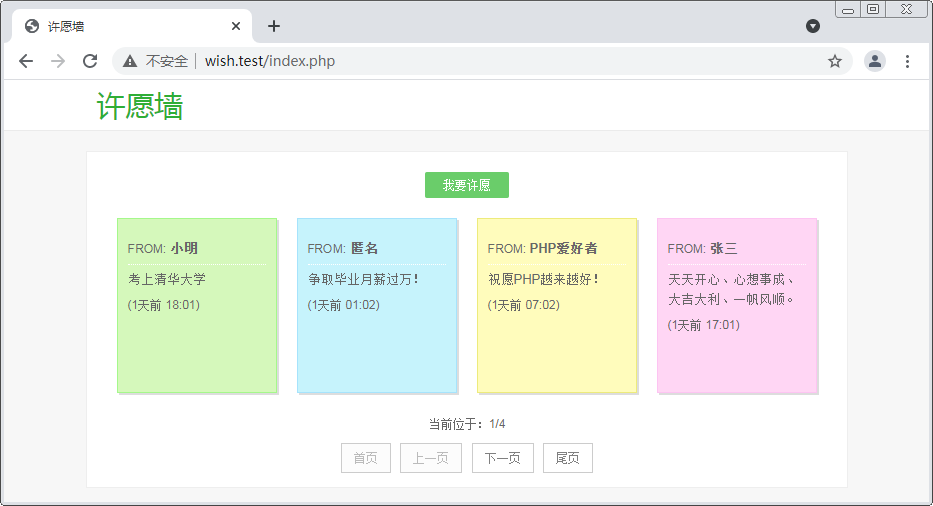 许愿墙
不安全 wish.test/index.php
许愿墙
我要许愿
FROM: 小明
考上清华大学
(1天前 18:01)
FROM: 匿名
争取毕业月薪过万！
(1天前 01:02)
FROM: PHP爱好者
祝愿PHP越来越好！
(1天前 07:02)
FROM: 张三
天天开心、心想事成、
大吉大利、一帆风顺。
(1天前 17:01)
当前位于：1/4
首页 上一页 下一页 尾页